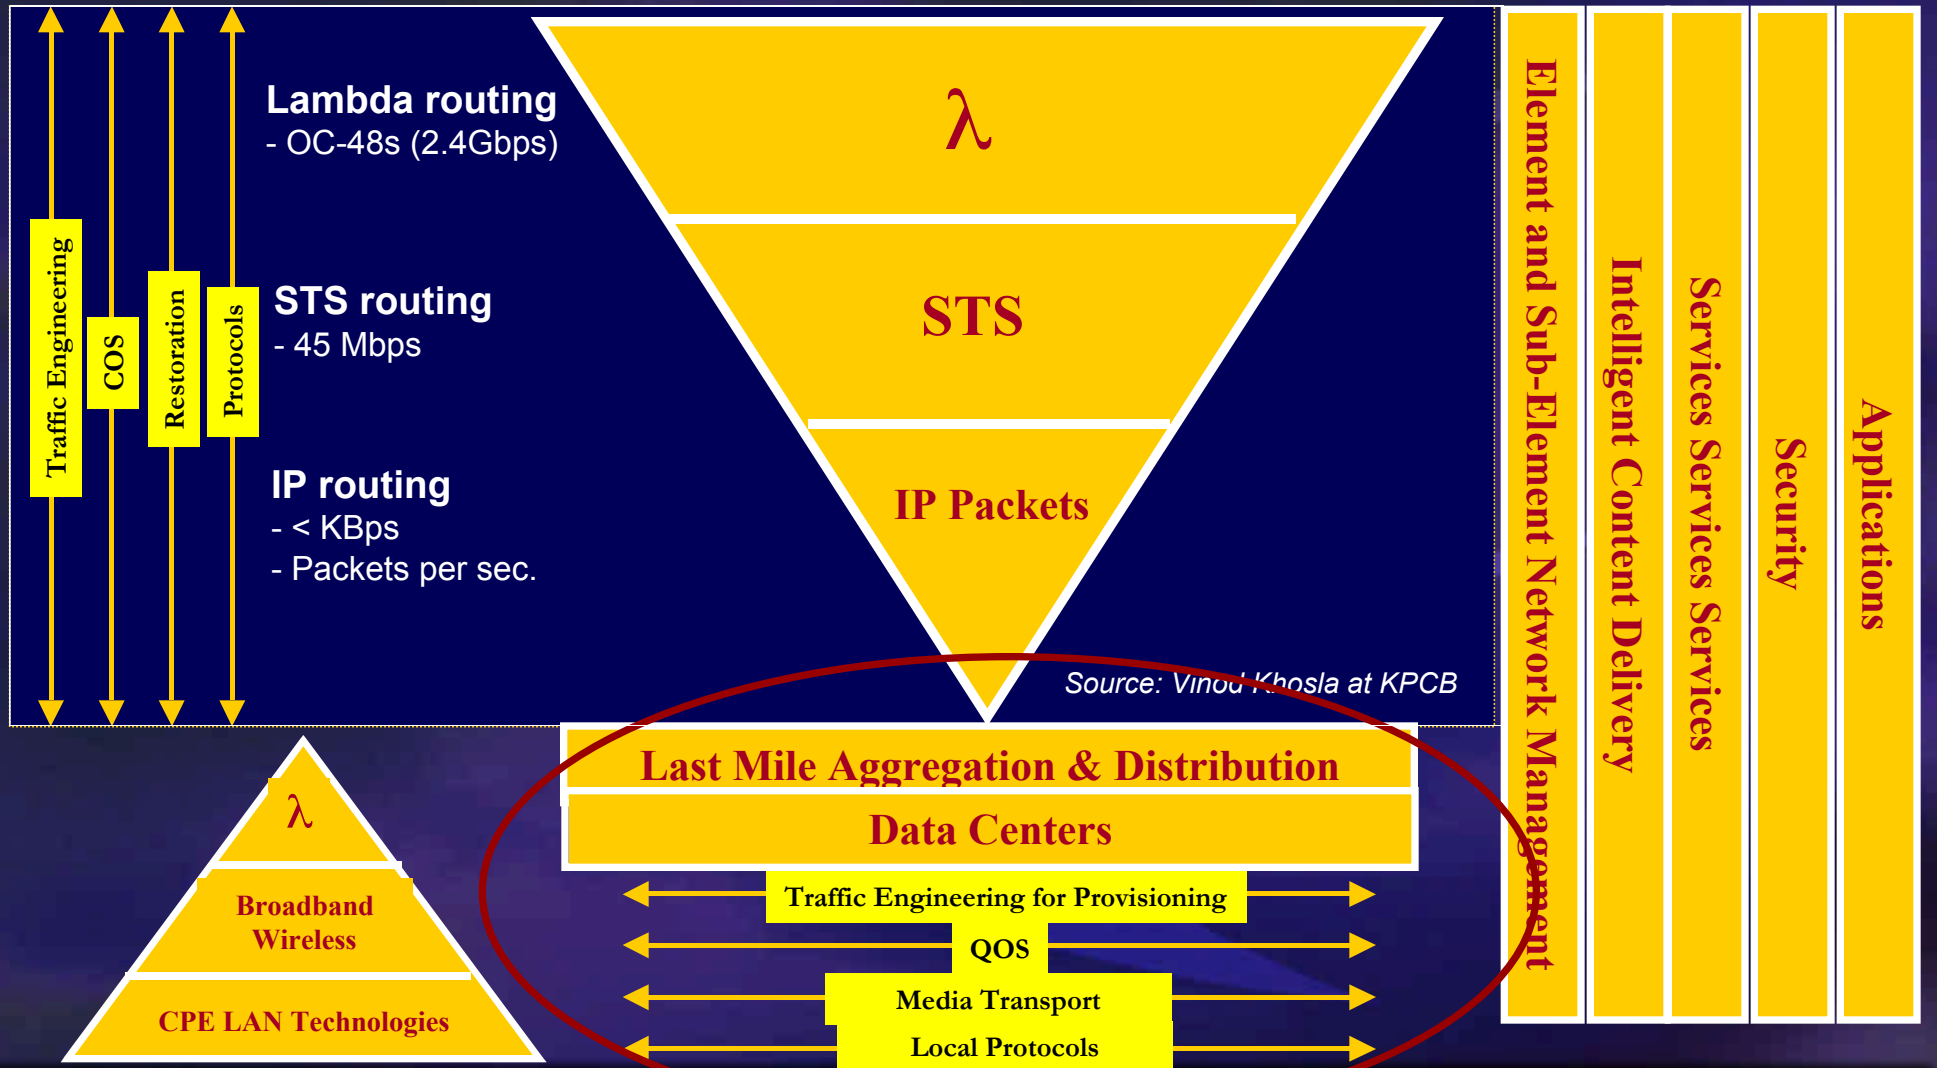 Lambda routing
- OC-48s (2.4Gbps)
STS routing
- 45 Mbps
IP routing
- < KBps
- Packets per sec.
Traffic Engineering
COS
Restoration
Protocols
λ
STS
IP Packets
Source: Vinod Khosla at KPCB
Last Mile Aggregation & Distribution
Data Centers
Traffic Engineering for Provisioning
QOS
Media Transport
Local Protocols
λ
Broadband
Wireless
CPE LAN Technologies
Element and Sub-Element Network Management
Intelligent Content Delivery
Services Services Services
Security
Applications